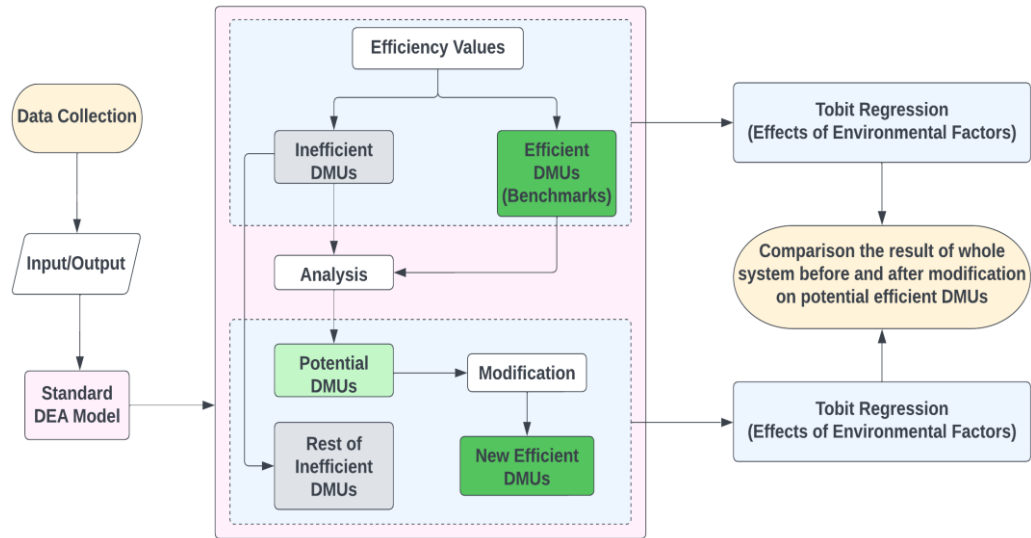 Data Collection
Input/Output
Standard
DEA Model
Efficiency Values
Inefficient
DMUs
Efficient
DMUs
(Benchmarks)
Analysis
Potential
DMUs
Modification
Rest of
Inefficient
DMUs
New Efficient
DMUs
Tobit Regression
(Effects of Environmental Factors)
Comparison the result of whole
system before and after modification
on potential efficient DMUs
Tobit Regression
(Effects of Environmental Factors)